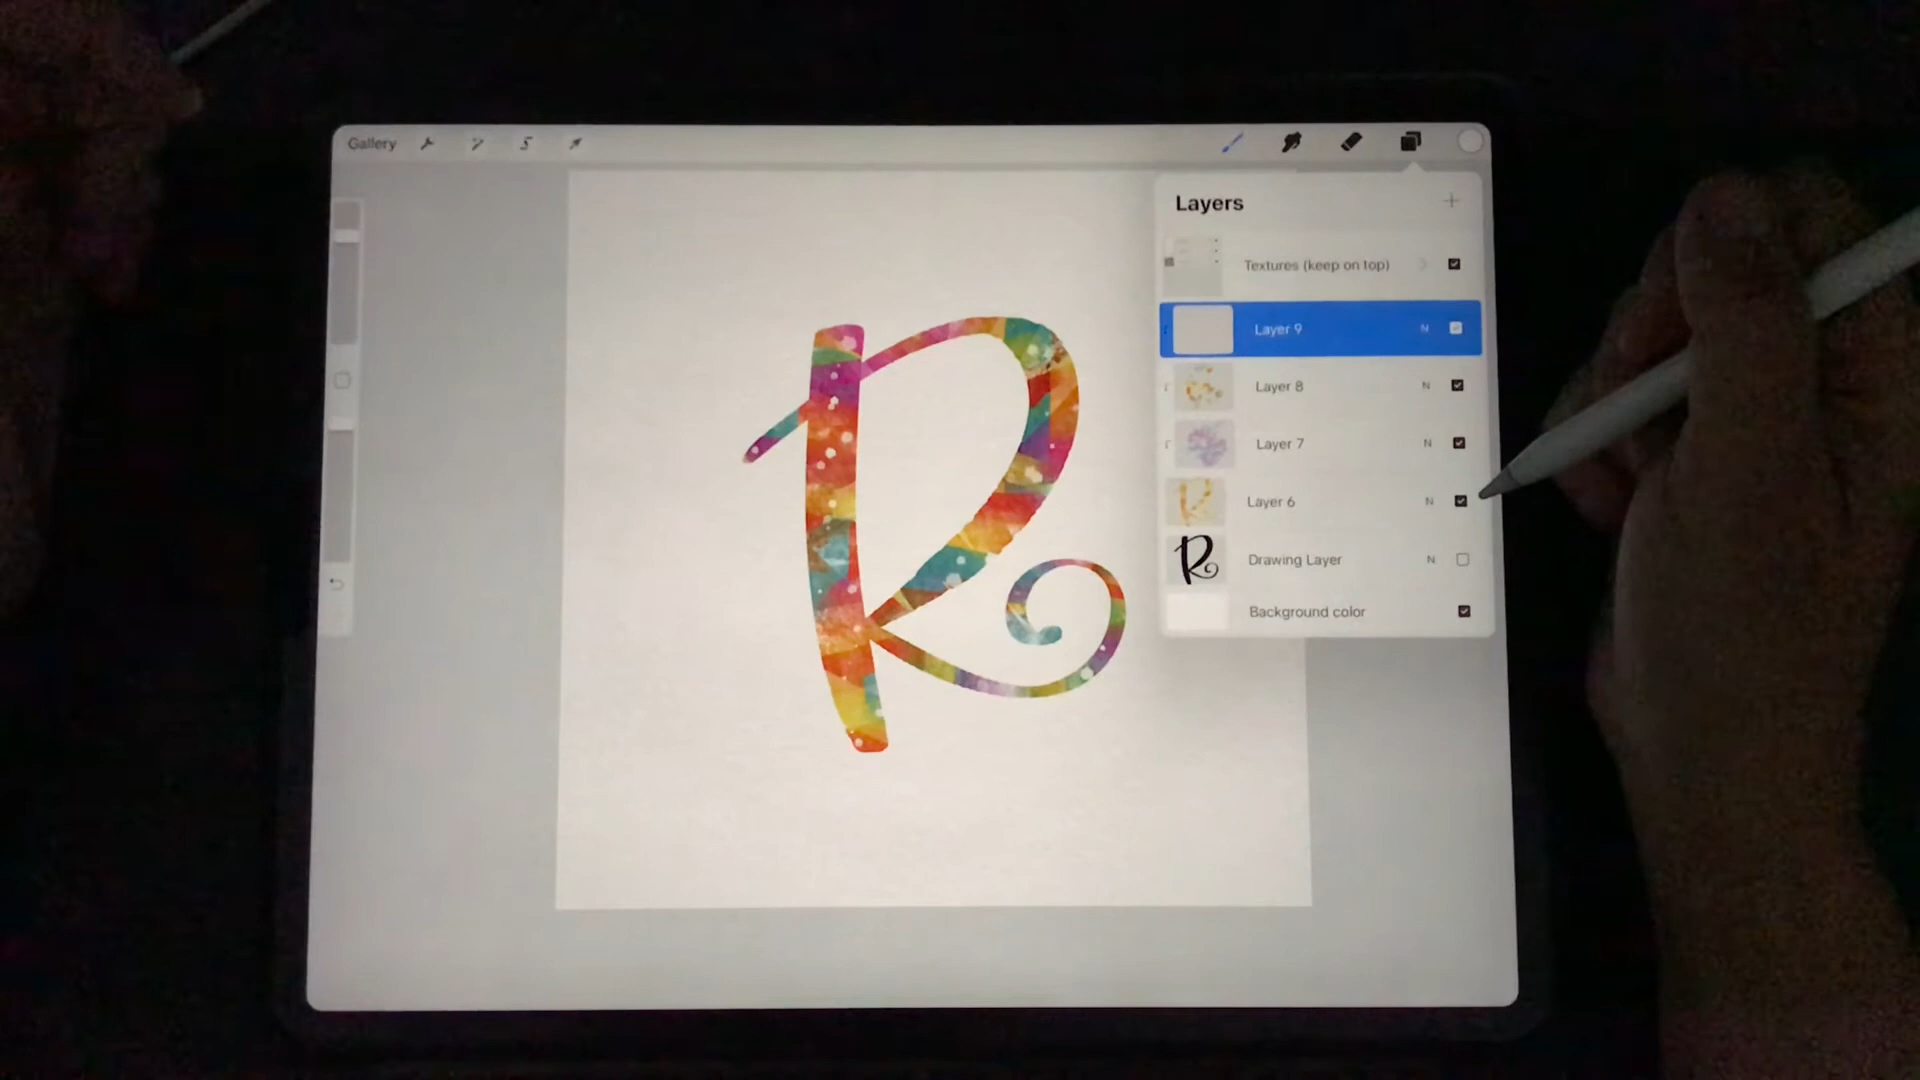 Gallery
Layers
Textures (keep on top)
Layer 9 N
Layer 8 N
Layer 7 N
Layer 6 N
Drawing Layer N
Background color
R